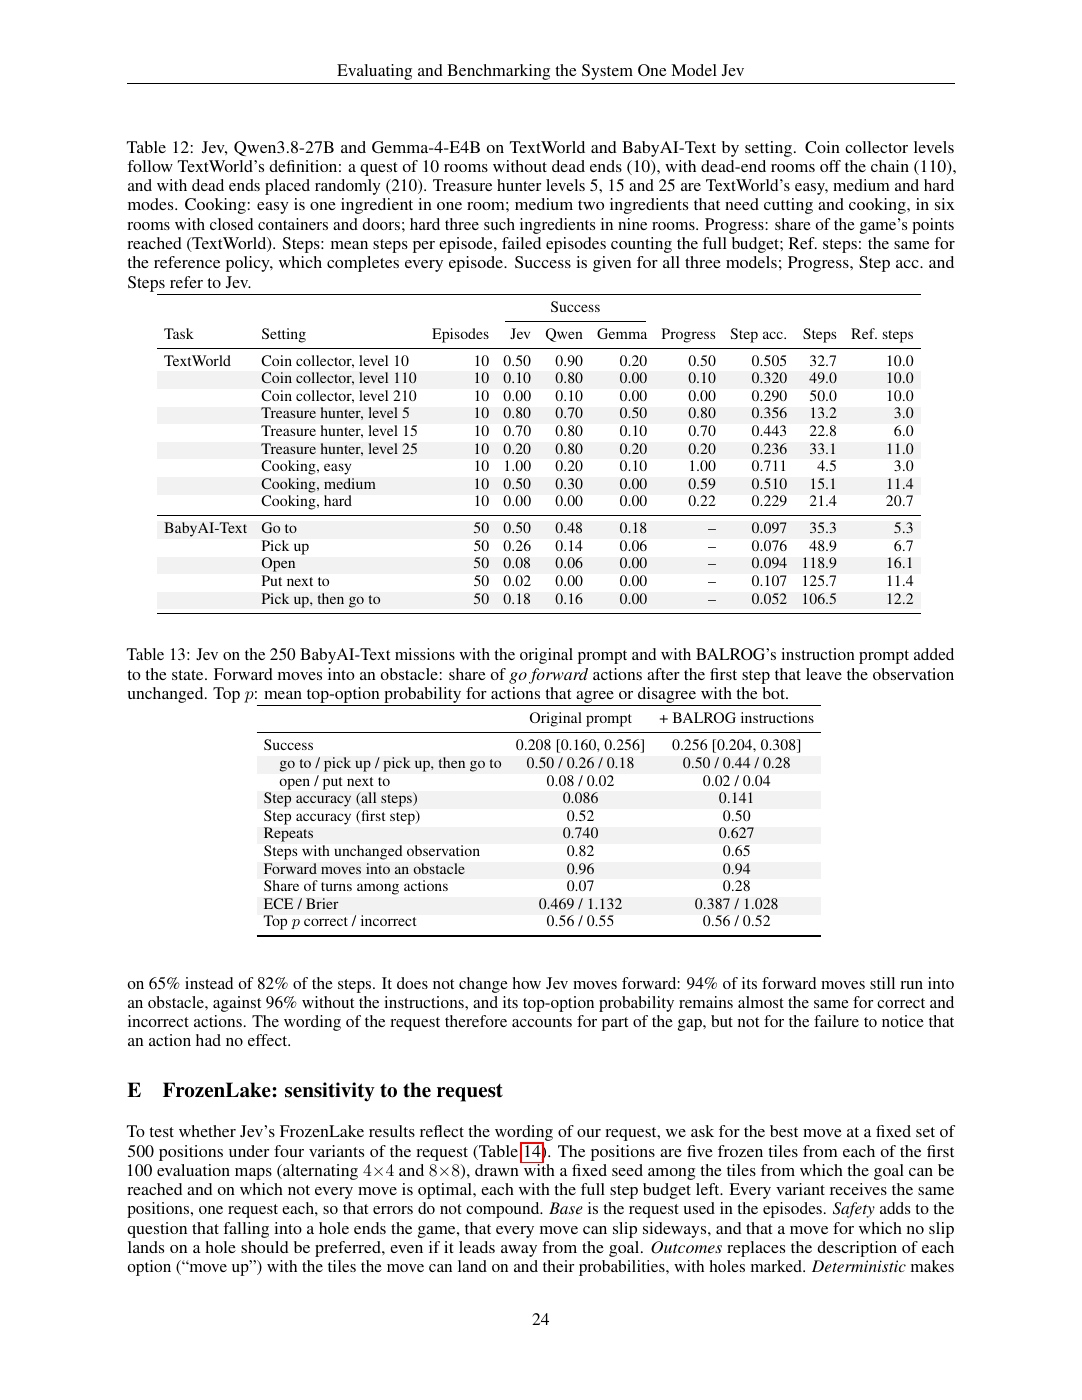 Evaluating and Benchmarking the System One Model Jev
Table 12: Jev, Qwen3.8-27B and Gemma-4-E4B on TextWorld and BabyAI-Text by setting. Coin collector levels
follow TextWorld's definition: a quest of 10 rooms without dead ends (10), with dead-end rooms off the chain (110),
and with dead ends placed randomly (210). Treasure hunter levels 5, 15 and 25 are TextWorld's easy, medium and hard
modes. Cooking: easy is one ingredient in one room; medium two ingredients that need cutting and cooking, in six
rooms with closed containers and doors; hard three such ingredients in nine rooms. Progress: share of the game's points
reached (TextWorld). Steps: mean steps per episode, failed episodes counting the full budget; Ref. steps: the same for
the reference policy, which completes every episode. Success is given for all three models; Progress, Step acc. and
Steps refer to Jev.
Success
Task Setting Episodes Jev Qwen Gemma Progress Step acc. Steps Ref. steps
TextWorld Coin collector, level 10 10 0.50 0.90 0.20 0.50 0.505 32.7 10.0
Coin collector, level 110 10 0.10 0.80 0.00 0.10 0.320 49.0 10.0
Coin collector, level 210 10 0.00 0.10 0.00 0.00 0.290 50.0 10.0
Treasure hunter, level 5 10 0.80 0.70 0.50 0.80 0.356 13.2 3.0
Treasure hunter, level 15 10 0.70 0.80 0.10 0.70 0.443 22.8 6.0
Treasure hunter, level 25 10 0.20 0.80 0.20 0.20 0.236 33.1 11.0
Cooking, easy 10 1.00 0.20 0.10 1.00 0.711 4.5 3.0
Cooking, medium 10 0.50 0.30 0.00 0.59 0.510 15.1 11.4
Cooking, hard 10 0.00 0.00 0.00 0.22 0.229 21.4 20.7
BabyAI-Text Go to 50 0.50 0.48 0.18 – 0.097 35.3 5.3
Pick up 50 0.26 0.14 0.06 – 0.076 48.9 6.7
Open 50 0.08 0.06 0.00 – 0.094 118.9 16.1
Put next to 50 0.02 0.00 0.00 – 0.107 125.7 11.4
Pick up, then go to 50 0.18 0.16 0.00 – 0.052 106.5 12.2
Table 13: Jev on the 250 BabyAI-Text missions with the original prompt and with BALROG's instruction prompt added
to the state. Forward moves into an obstacle: share of go forward actions after the first step that leave the observation
unchanged. Top p: mean top-option probability for actions that agree or disagree with the bot.
Original prompt + BALROG instructions
Success 0.208 [0.160, 0.256] 0.256 [0.204, 0.308]
go to / pick up / pick up, then go to 0.50 / 0.26 / 0.18 0.50 / 0.44 / 0.28
open / put next to 0.08 / 0.02 0.02 / 0.04
Step accuracy (all steps) 0.086 0.141
Step accuracy (first step) 0.52 0.50
Repeats 0.740 0.627
Steps with unchanged observation 0.82 0.65
Forward moves into an obstacle 0.96 0.94
Share of turns among actions 0.07 0.28
ECE / Brier 0.469 / 1.132 0.387 / 1.028
Top p correct / incorrect 0.56 / 0.55 0.56 / 0.52
on 65% instead of 82% of the steps. It does not change how Jev moves forward: 94% of its forward moves still run into
an obstacle, against 96% without the instructions, and its top-option probability remains almost the same for correct and
incorrect actions. The wording of the request therefore accounts for part of the gap, but not for the failure to notice that
an action had no effect.
E FrozenLake: sensitivity to the request
To test whether Jev's FrozenLake results reflect the wording of our request, we ask for the best move at a fixed set of
500 positions under four variants of the request (Table 14). The positions are five frozen tiles from each of the first
100 evaluation maps (alternating 4×4 and 8×8), drawn with a fixed seed among the tiles from which the goal can be
reached and on which not every move is optimal, each with the full step budget left. Every variant receives the same
positions, one request each, so that errors do not compound. Base is the request used in the episodes. Safety adds to the
question that falling into a hole ends the game, that every move can slip sideways, and that a move for which no slip
lands on a hole should be preferred, even if it leads away from the goal. Outcomes replaces the description of each
option (“move up”) with the tiles the move can land on and their probabilities, with holes marked. Deterministic makes
24